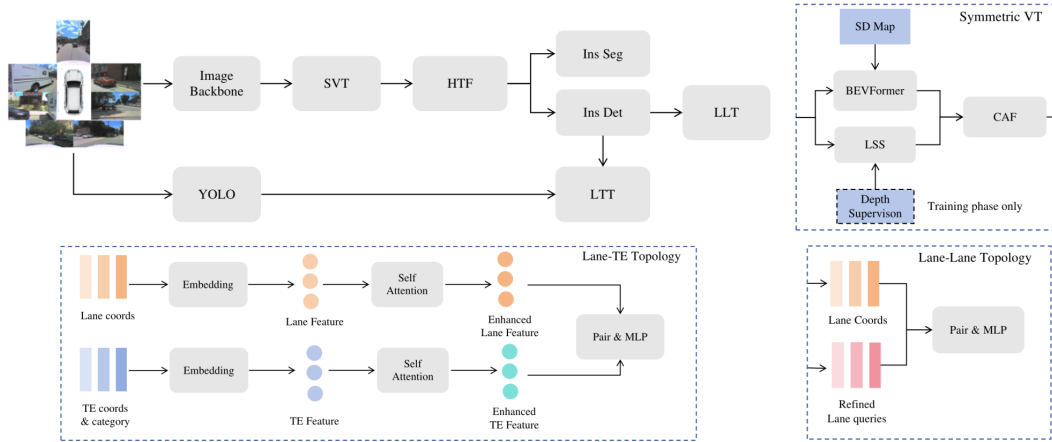 Image
Backbone
SVT
HTF
Ins Seg
Ins Det
LLT
YOLO
LTT
Symmetric VT
SD Map
BEVFormer
LSS
CAF
Depth
Supervison
Training phase only
Lane-TE Topology
Lane coords
Embedding
Lane Feature
Self
Attention
Enhanced
Lane Feature
Pair & MLP
TE coords
& category
Embedding
TE Feature
Self
Attention
Enhanced
TE Feature
Lane-Lane Topology
Lane Coords
Pair & MLP
Refined
Lane queries